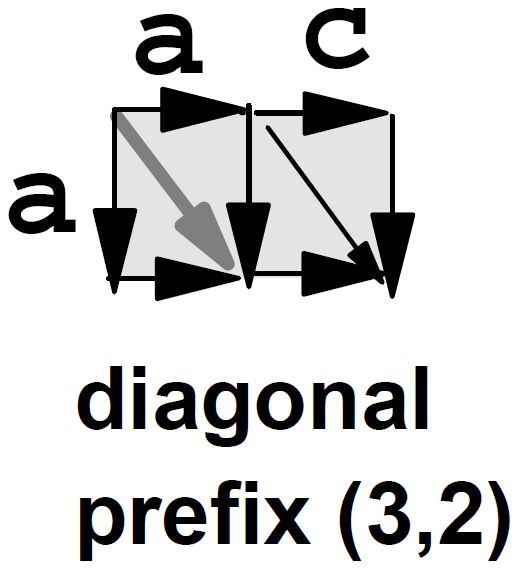 a c
a
diagonal
prefix (3,2)